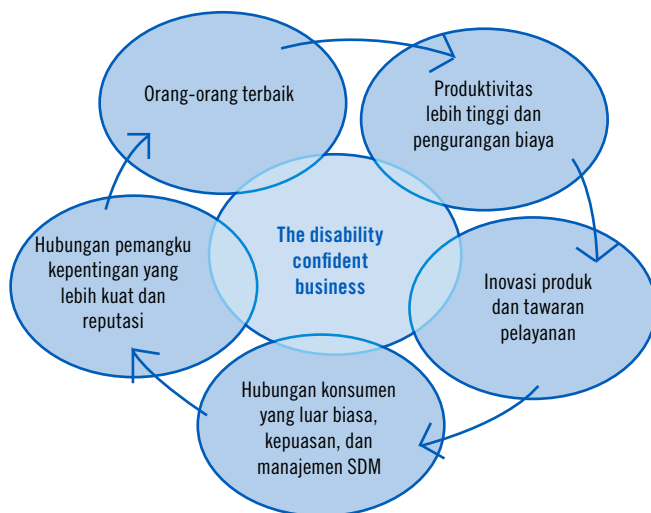 Orang-orang terbaik
Produktivitas
lebih tinggi dan
pengurangan biaya
The disability
confident
business
Hubungan pemangku
kepentingan yang
lebih kuat dan
reputasi
Inovasi produk
dan tawaran
pelayanan
Hubungan konsumen
yang luar biasa,
kepuasan, dan
manajemen SDM